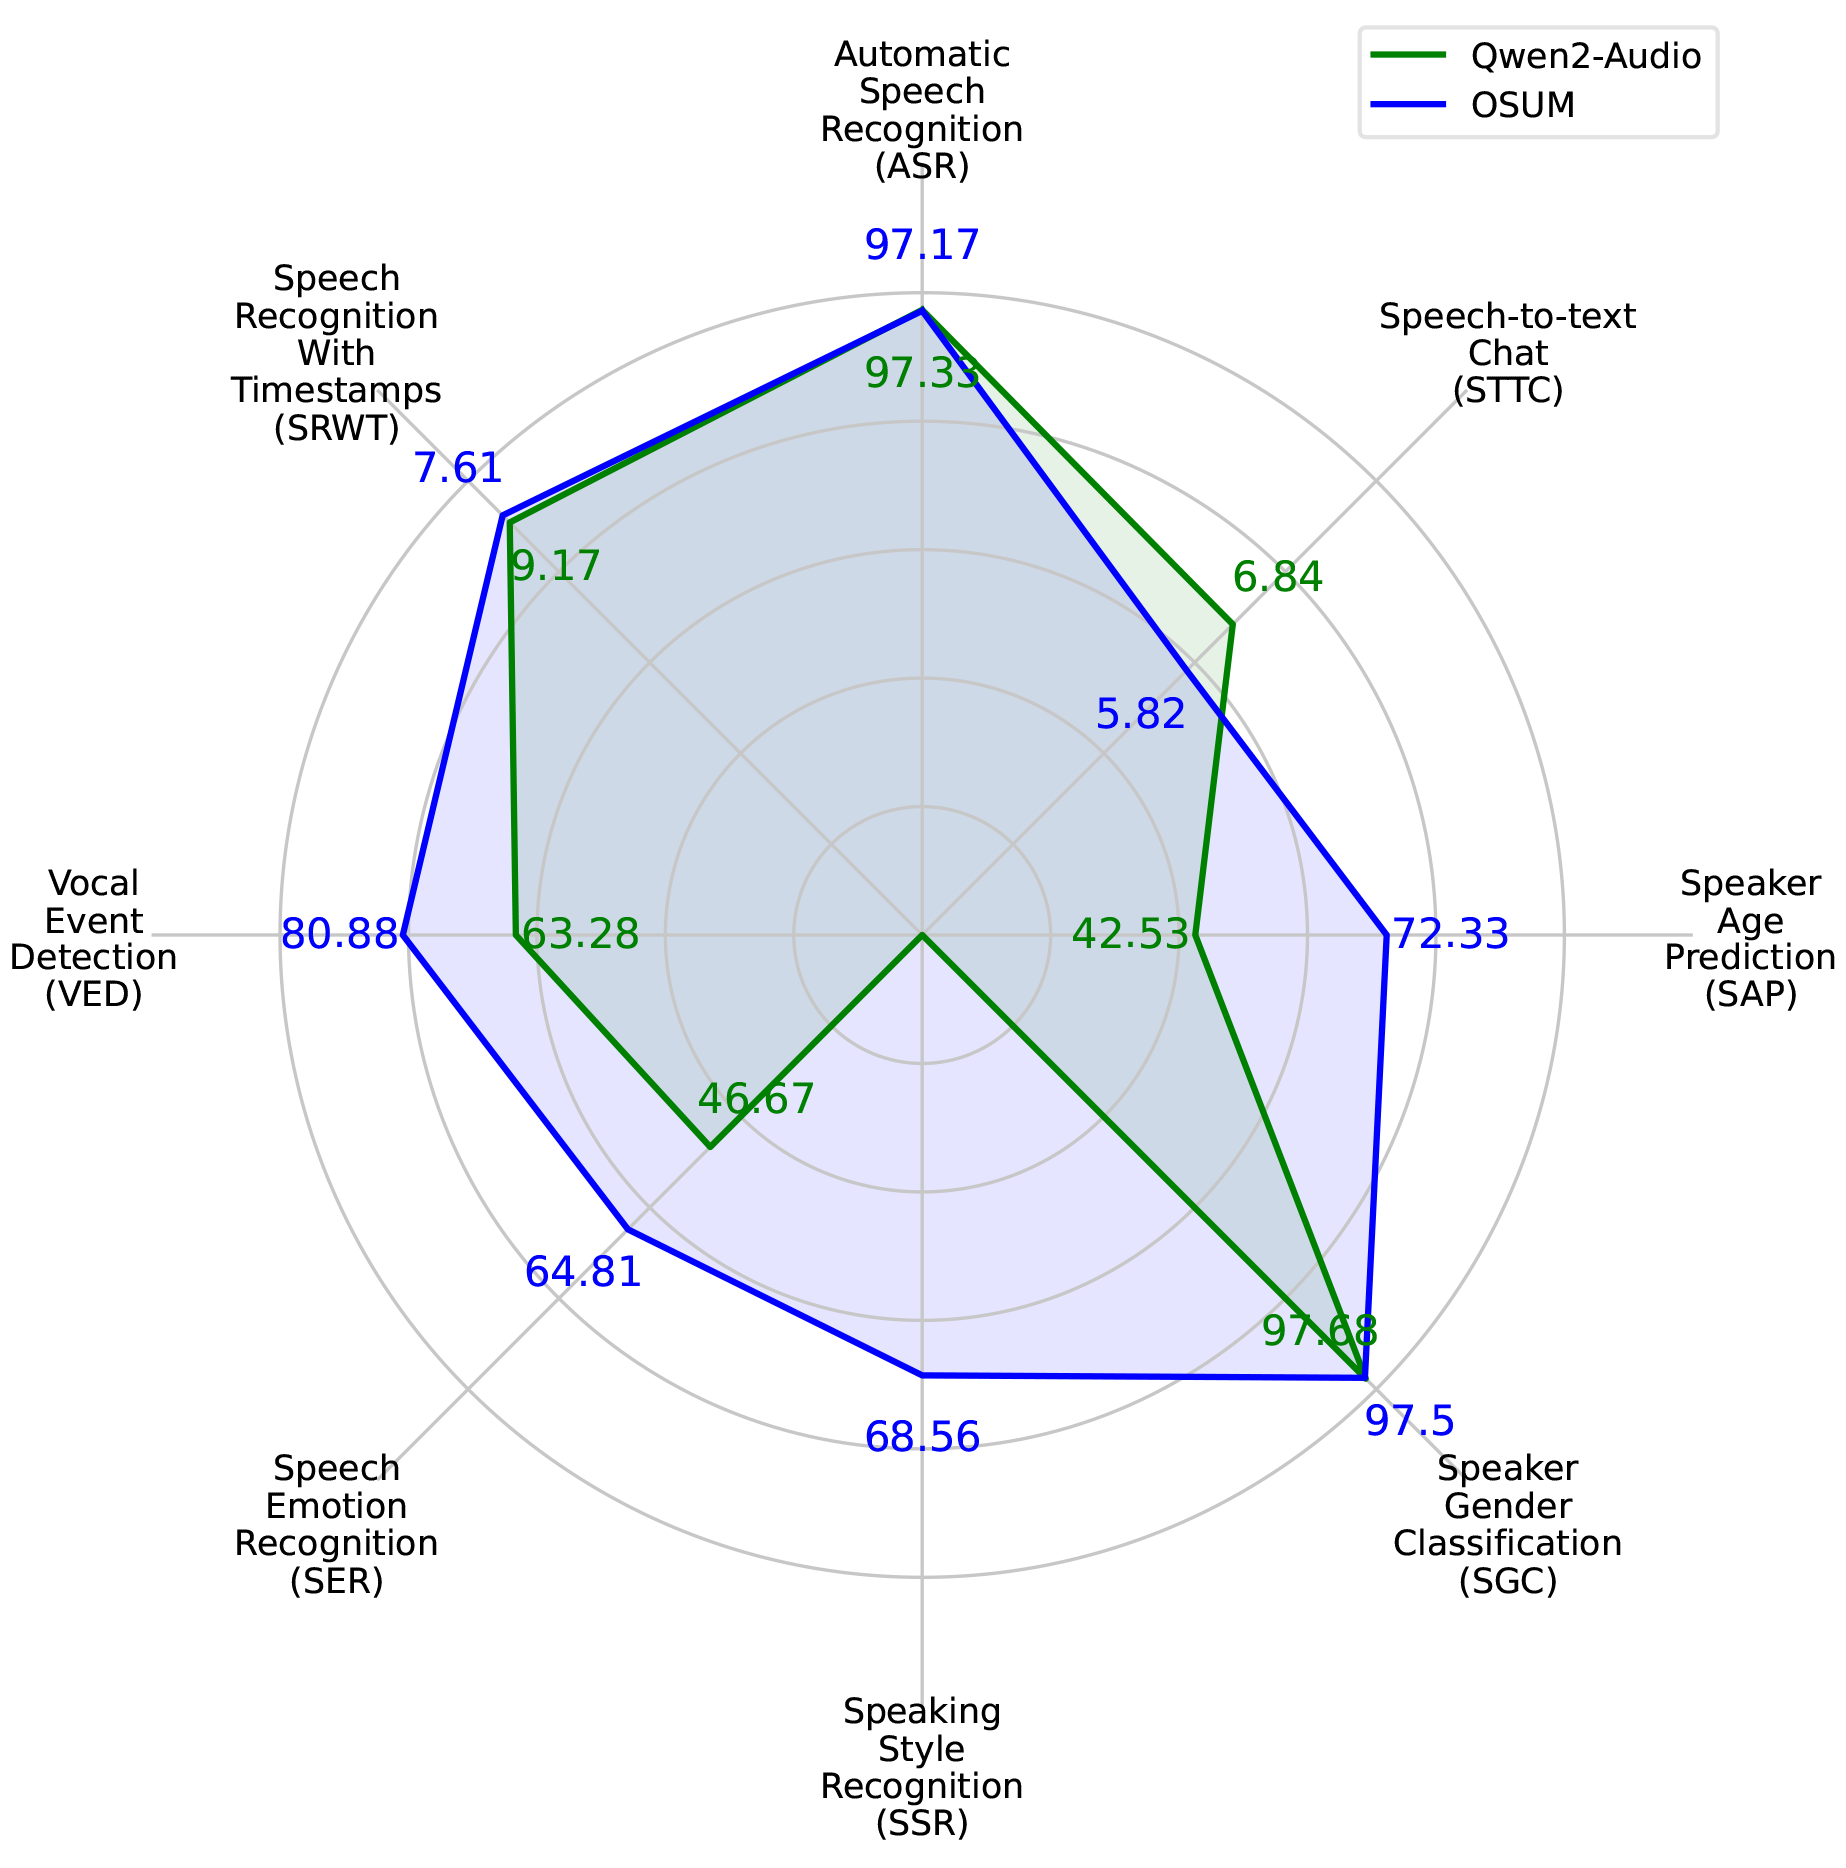 Qwen2-Audio
OSUM
Automatic
Speech
Recognition
(ASR)
97.17
97.33
Speech
Recognition
With
Timestamps
(SRWT)
7.61
9.17
Speech-to-text
Chat
(STTC)
6.84
5.82
Vocal
Event
Detection
(VED)
80.88
63.28
42.53
72.33
Speaker
Age
Prediction
(SAP)
46.67
64.81
Speech
Emotion
Recognition
(SER)
68.56
97.68
97.5
Speaker
Gender
Classification
(SGC)
Speaking
Style
Recognition
(SSR)